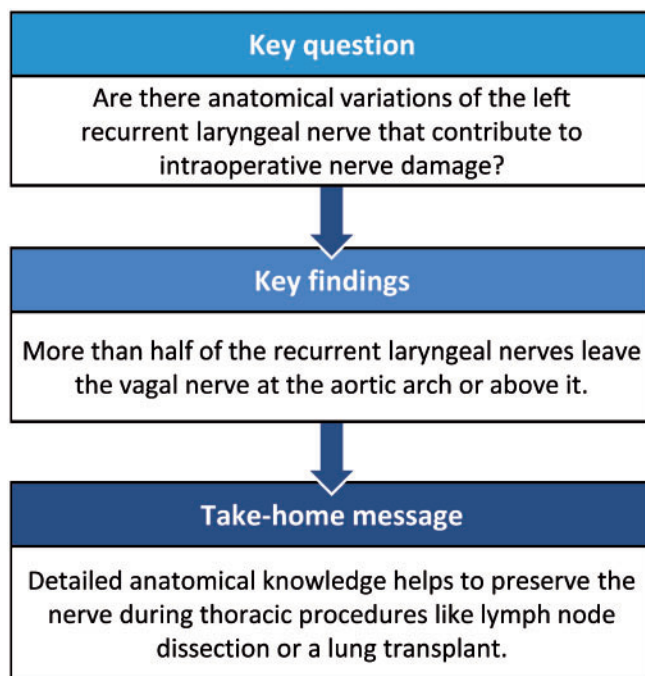 Key question
Are there anatomical variations of the left
recurrent laryngeal nerve that contribute to
intraoperative nerve damage?
Key findings
More than half of the recurrent laryngeal nerves leave
the vagal nerve at the aortic arch or above it.
Take-home message
Detailed anatomical knowledge helps to preserve the
nerve during thoracic procedures like lymph node
dissection or a lung transplant.